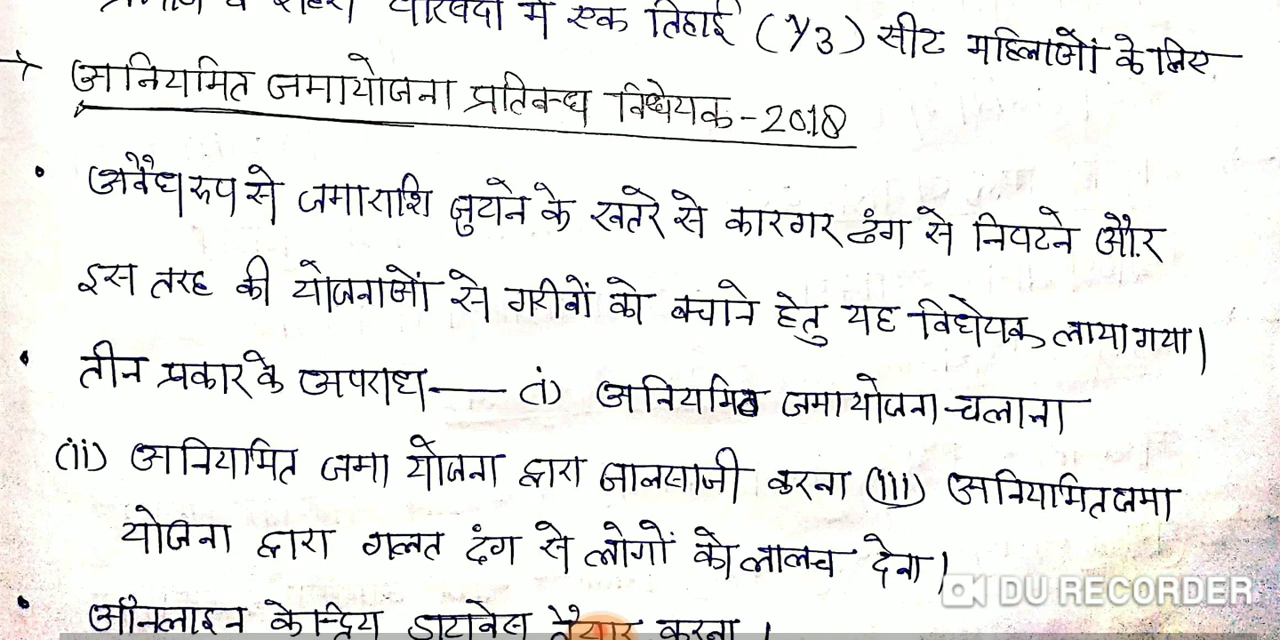 व शहरी परिषदों में एक तिहाई (1/3) सीट महिलाओं के लिए
→ अनियमित जमायोजना प्रतिबन्ध विधेयक-2018
• अवैध रूप से जमाराशि जुटाने के खतरे से कारगर ढंग से निपटने और
इस तरह की योजनाओं से गरीबों को बचाने हेतु यह विधेयक लाया गया।
• तीन प्रकार के अपराध— (i) अनियमित जमायोजना चलाना
(ii) अनियामित जमा योजना द्वारा जालसाजी करना (iii) अनियामित जमा
योजना द्वारा गलत ढंग से लोगों को लालच देना।
• ऑनलाइन केन्द्रिय डाटाबेस तैयार करना।
DU RECORDER